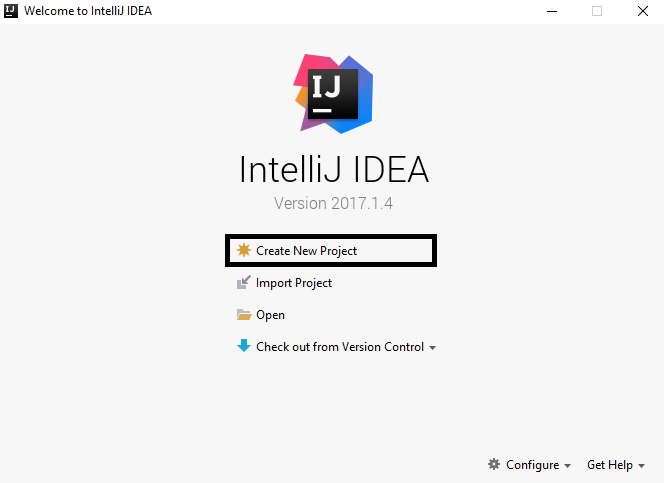 IJ Welcome to IntelliJ IDEA
IJ
IntelliJ IDEA
Version 2017.1.4
Create New Project
Import Project
Open
Check out from Version Control
Configure Get Help